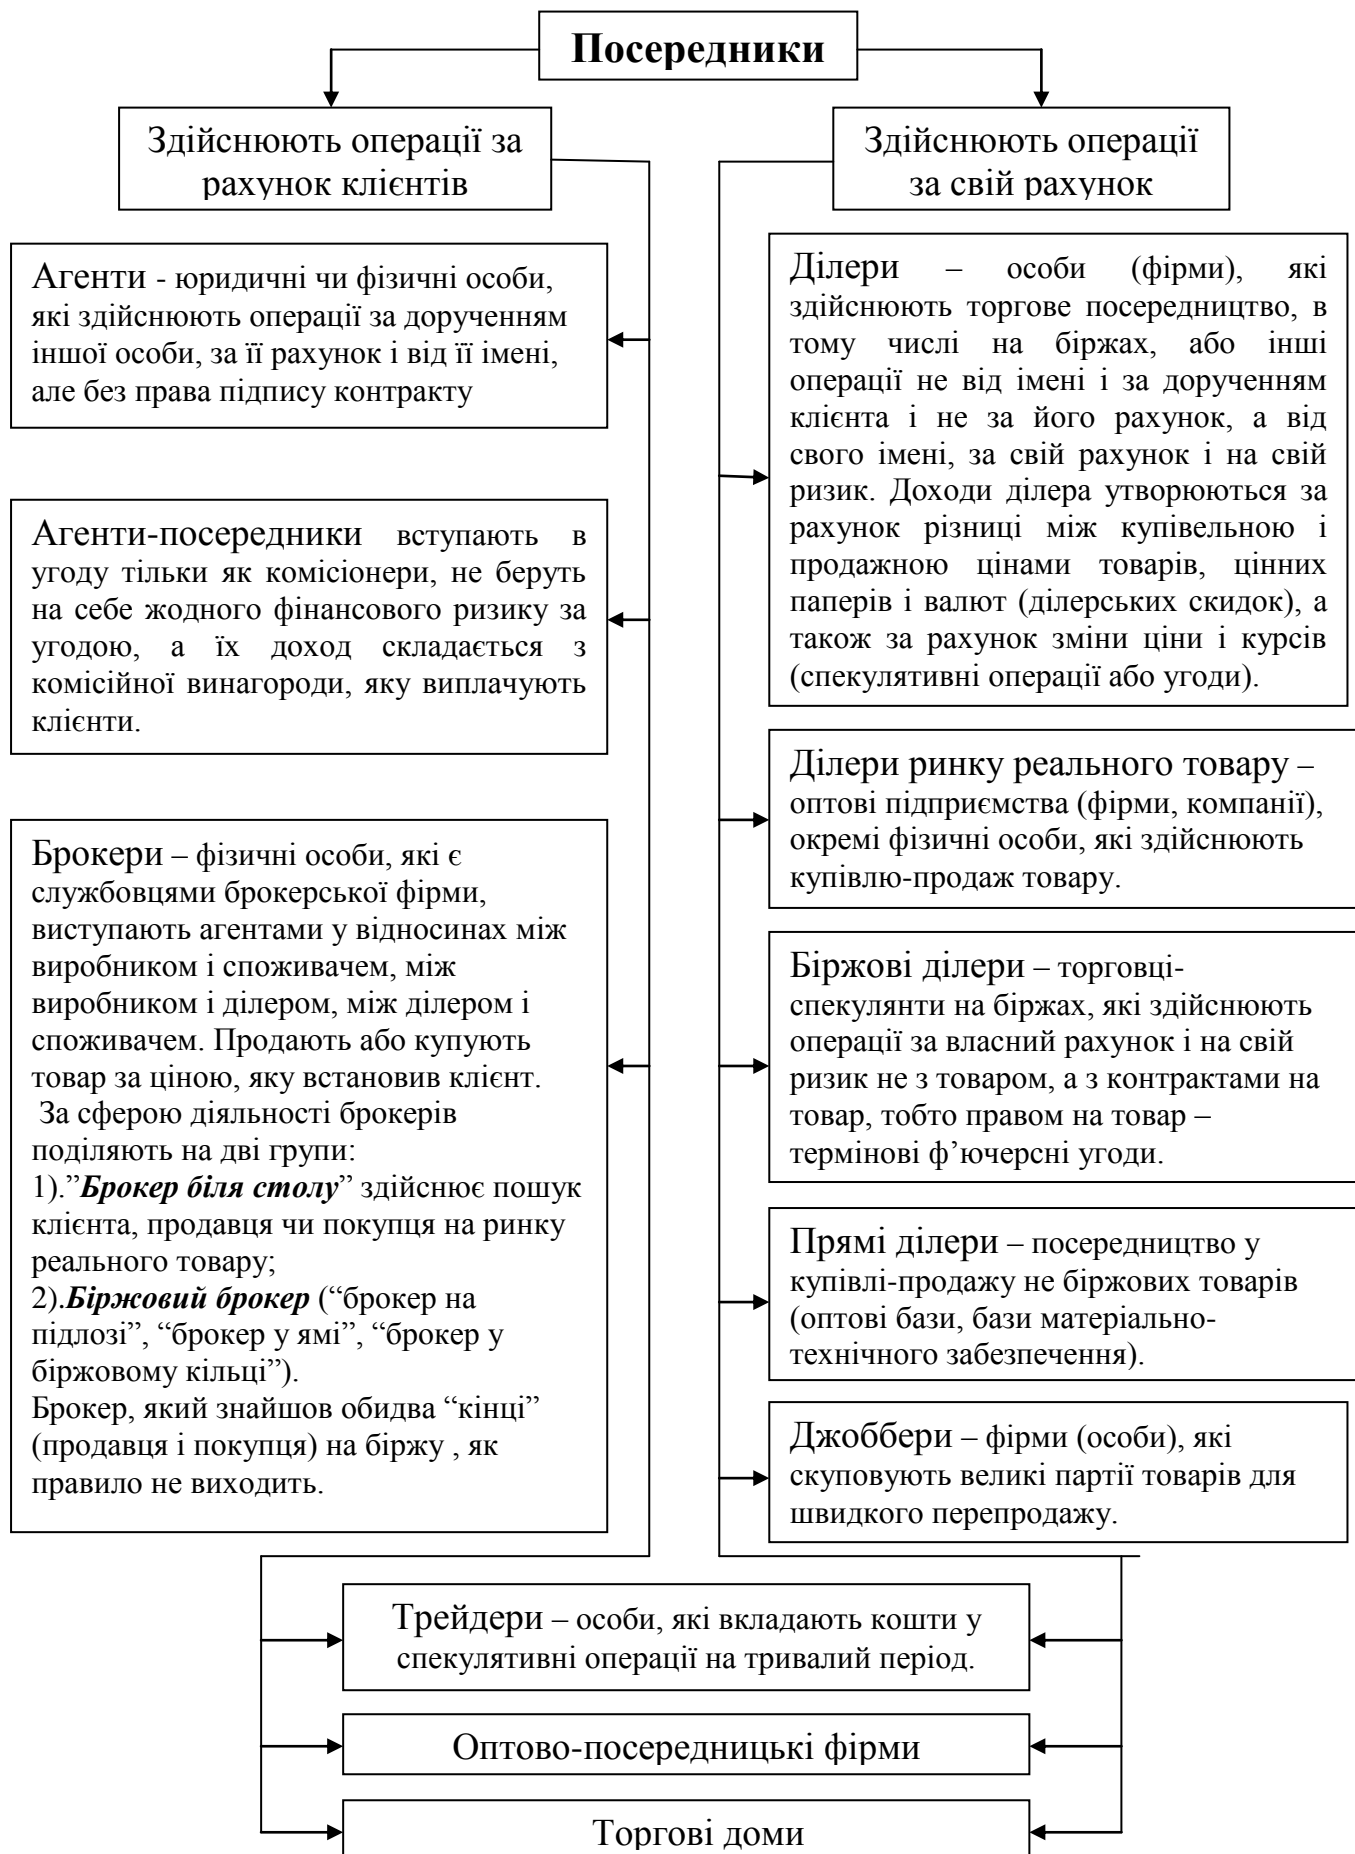 Посередники
Здійснюють операції за
рахунок клієнтів
Здійснюють операції
за свій рахунок
Агенти - юридичні чи фізичні особи,
які здійснюють операції за дорученням
іншої особи, за її рахунок і від її імені,
але без права підпису контракту
Агенти-посередники вступають в
угоду тільки як комісіонери, не беруть
на себе жодного фінансового ризику за
угодою, а їх доход складається з
комісійної винагороди, яку виплачують
клієнти.
Брокери – фізичні особи, які є
службовцями брокерської фірми,
виступають агентами у відносинах між
виробником і споживачем, між
виробником і ділером, між ділером і
споживачем. Продають або купують
товар за ціною, яку встановив клієнт.
За сферою діяльності брокерів
поділяють на дві групи:
1).”Брокер біля столу” здійснює пошук
клієнта, продавця чи покупця на ринку
реального товару;
2).Біржовий брокер (“брокер на
підлозі”, “брокер у ямі”, “брокер у
біржовому кільці”).
Брокер, який знайшов обидва “кінці”
(продавця і покупця) на біржу , як
правило не виходить.
Ділери – особи (фірми), які
здійснюють торгове посередництво, в
тому числі на біржах, або інші
операції не від імені і за дорученням
клієнта і не за його рахунок, а від
свого імені, за свій рахунок і на свій
ризик. Доходи ділера утворюються за
рахунок різниці між купівельною і
продажною цінами товарів, цінних
паперів і валют (ділерських скидок), а
також за рахунок зміни ціни і курсів
(спекулятивні операції або угоди).
Ділери ринку реального товару –
оптові підприємства (фірми, компанії),
окремі фізичні особи, які здійснюють
купівлю-продаж товару.
Біржові ділери – торговці-
спекулянти на біржах, які здійснюють
операції за власний рахунок і на свій
ризик не з товаром, а з контрактами на
товар, тобто правом на товар –
термінові ф’ючерсні угоди.
Прямі ділери – посередництво у
купівлі-продажу не біржових товарів
(оптові бази, бази матеріально-
технічного забезпечення).
Джоббери – фірми (особи), які
скуповують великі партії товарів для
швидкого перепродажу.
Трейдери – особи, які вкладають кошти у
спекулятивні операції на тривалий період.
Оптово-посередницькі фірми
Торгові доми